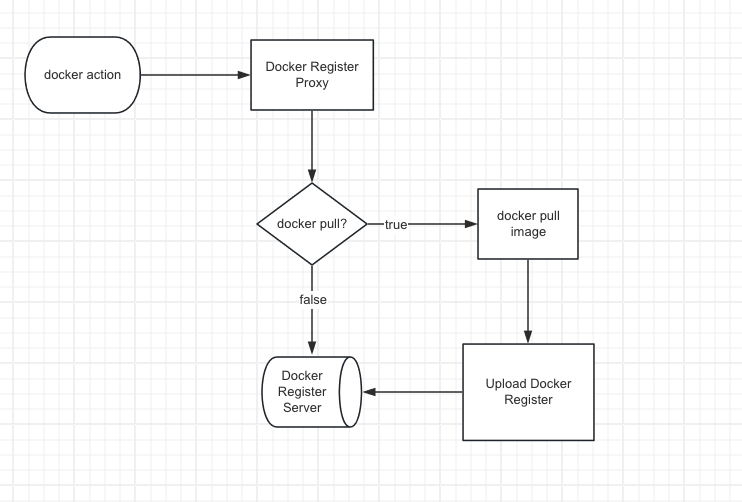 docker action
Docker Register
Proxy
docker pull?
true
docker pull
image
false
Docker
Register
Server
Upload Docker
Register